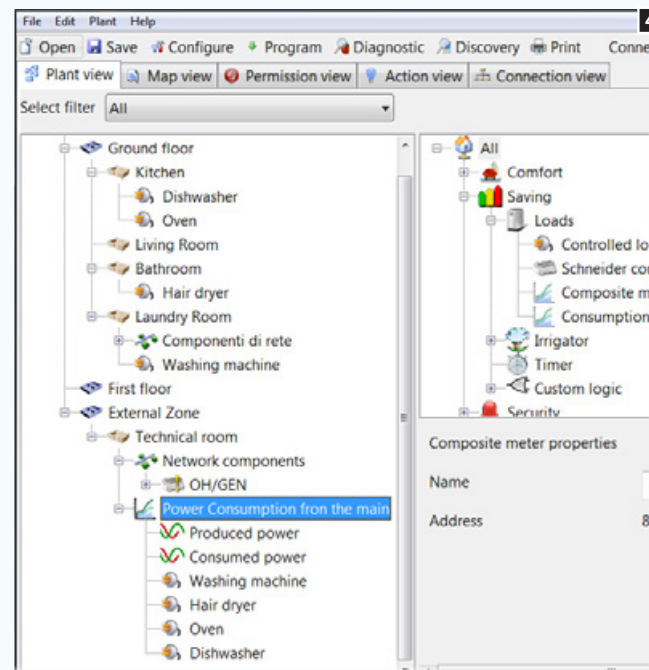 File Edit Plant Help
4
Open Save Configure Program Diagnostic Discovery Print Conne
Plant view Map view Permission view Action view Connection view
Select filter All
Ground floor
Kitchen
Dishwasher
Oven
Living Room
Bathroom
Hair dryer
Laundry Room
Componenti di rete
Washing machine
First floor
External Zone
Technical room
Network components
OH/GEN
Power Consumption fron the main
Produced power
Consumed power
Washing machine
Hair dryer
Oven
Dishwasher
All
Comfort
Saving
Loads
Controlled lo
Schneider cor
Composite m
Consumption
Irrigator
Timer
Custom logic
Security
Composite meter properties
Name
Address 8